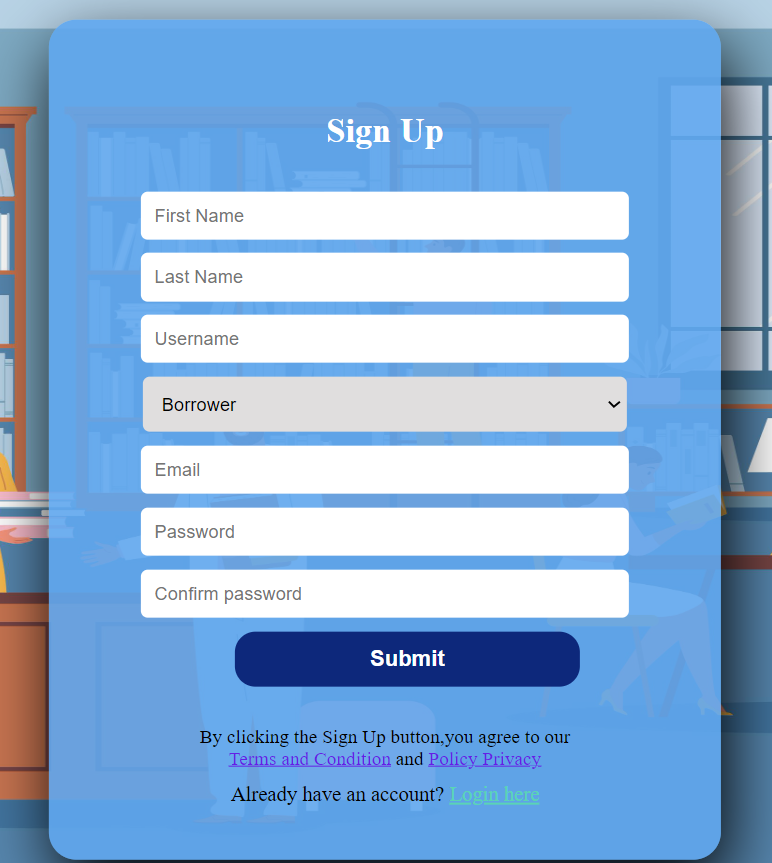 Sign Up
First Name
Last Name
Username
Borrower
Email
Password
Confirm password
Submit
By clicking the Sign Up button,you agree to our
Terms and Condition and Policy Privacy
Already have an account? Login here